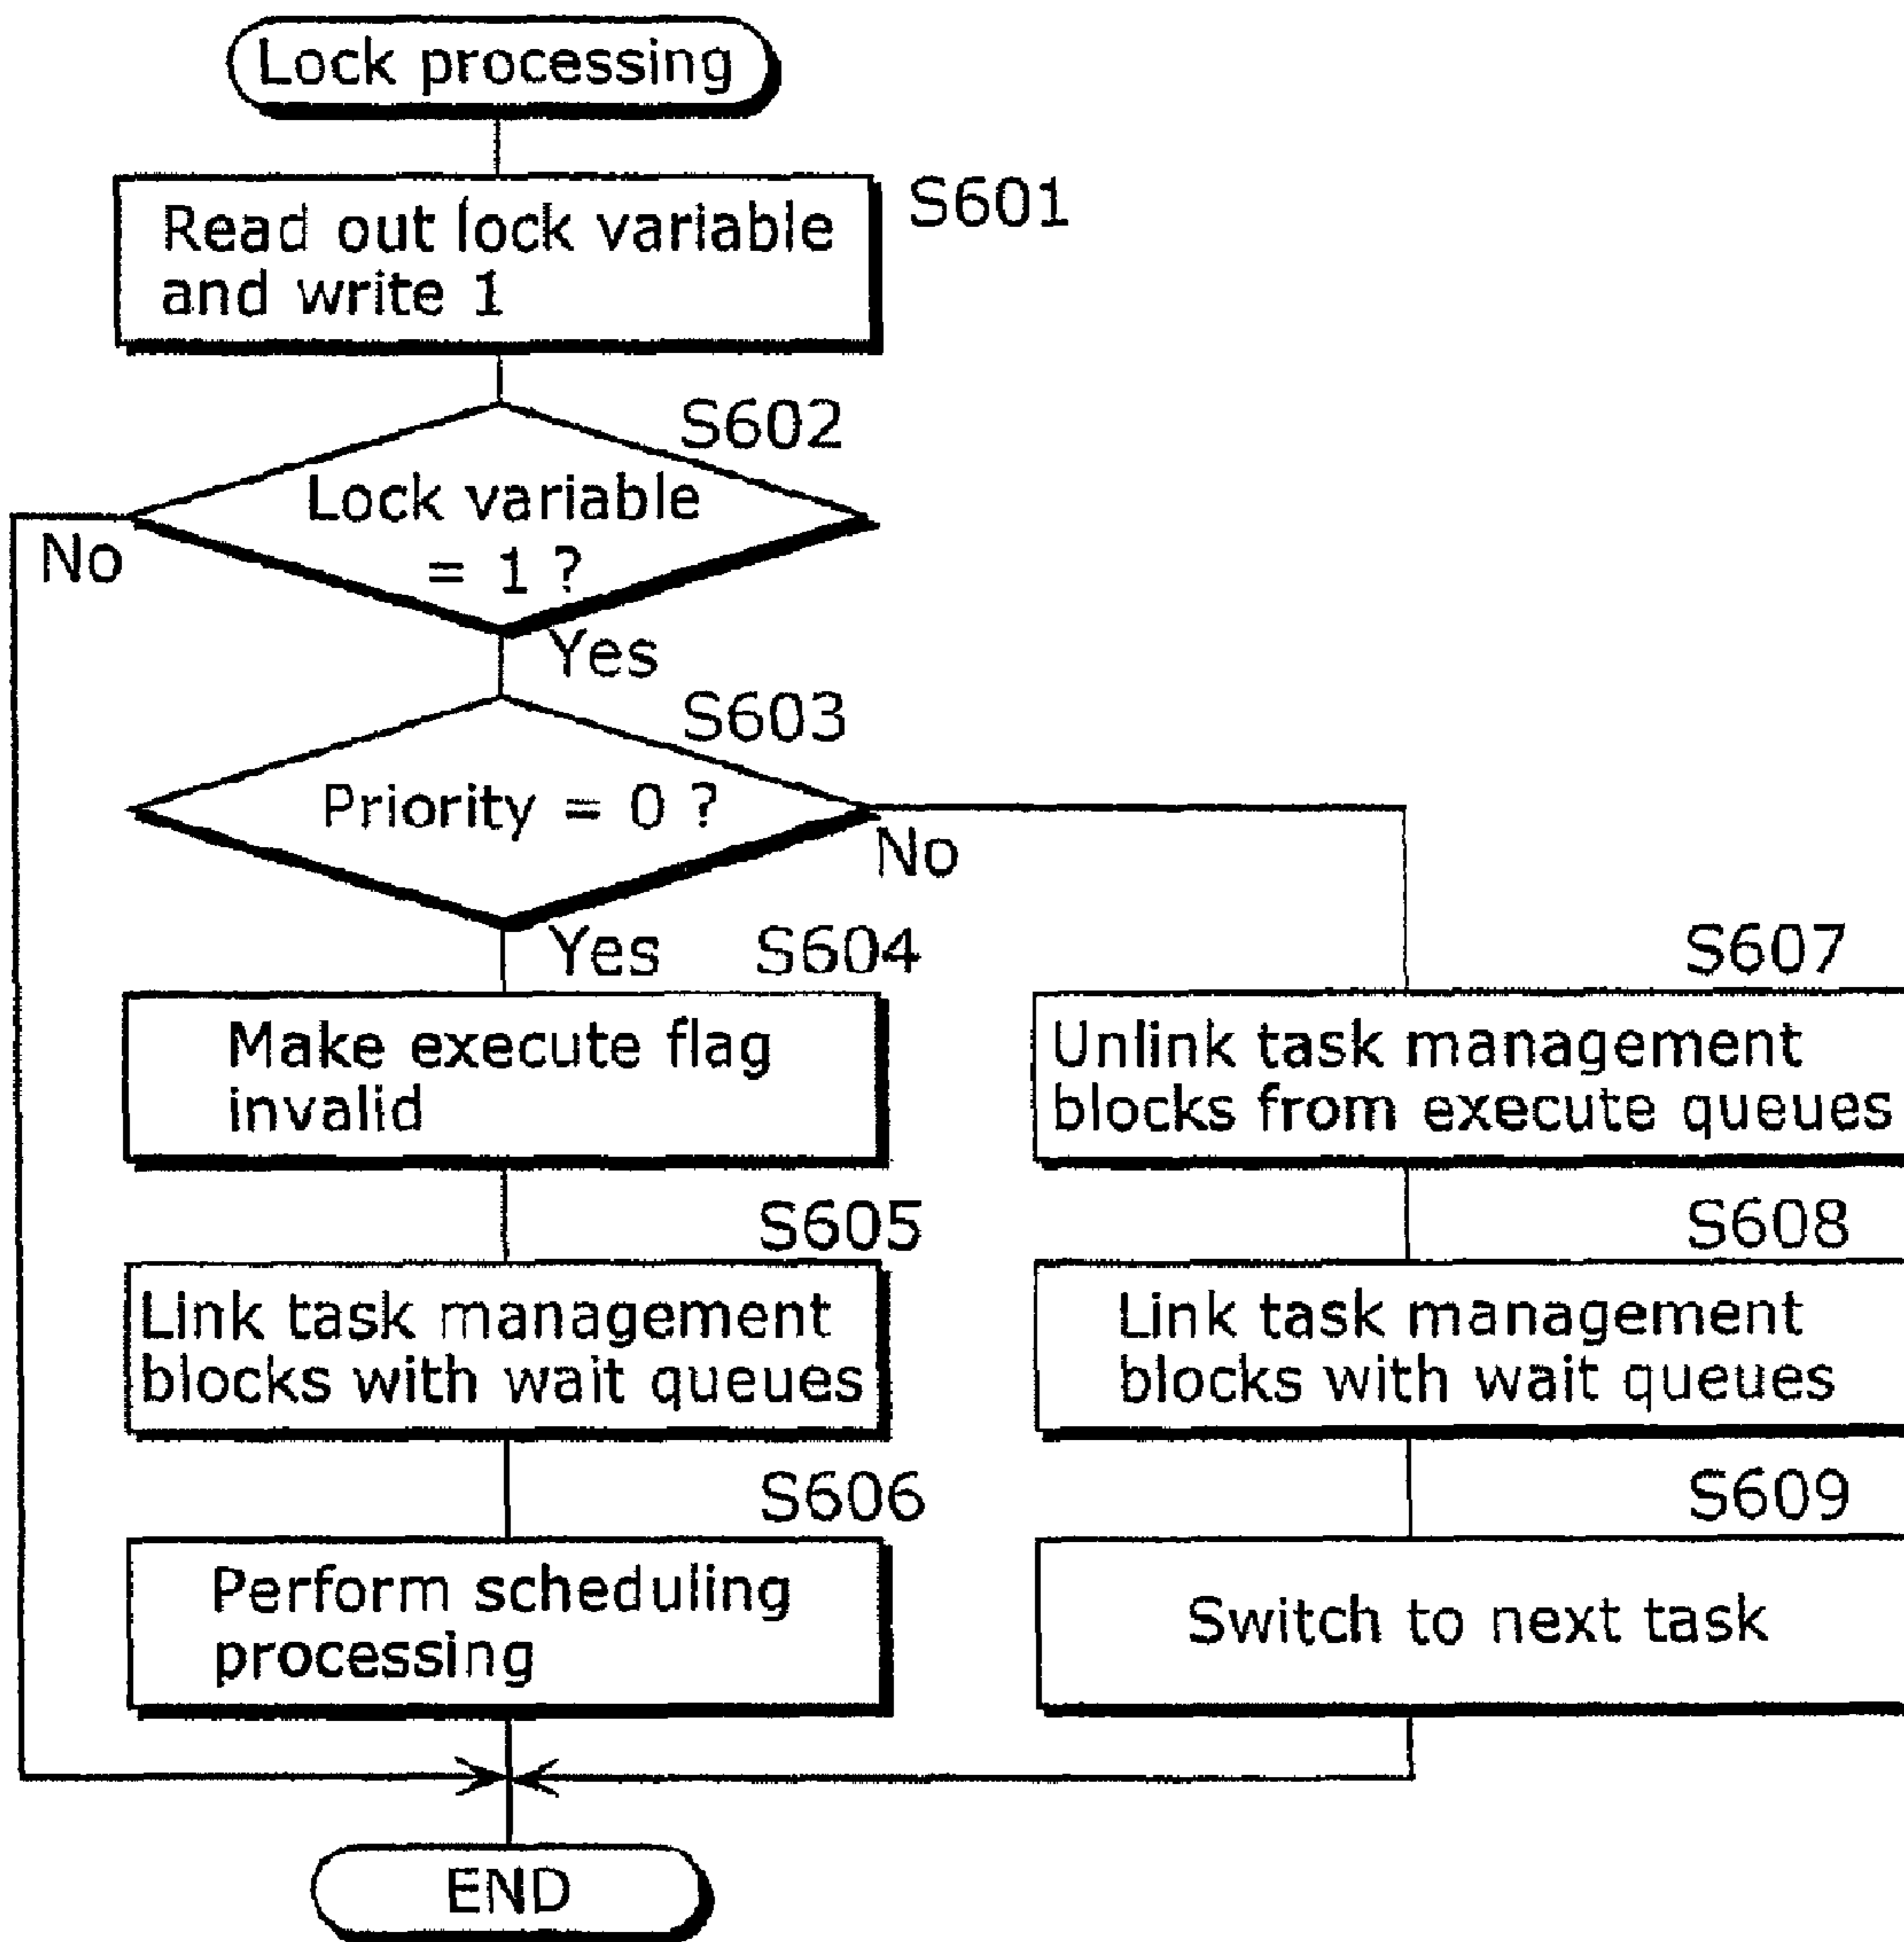 Lock processing
S601
Read out lock variable
and write 1
S602
Lock variable
= 1 ?
No
Yes
S603
Priority = 0 ?
No
Yes
S604
Make execute flag
invalid
S605
Link task management
blocks with wait queues
S606
Perform scheduling
processing
S607
Unlink task management
blocks from execute queues
S608
Link task management
blocks with wait queues
S609
Switch to next task
END